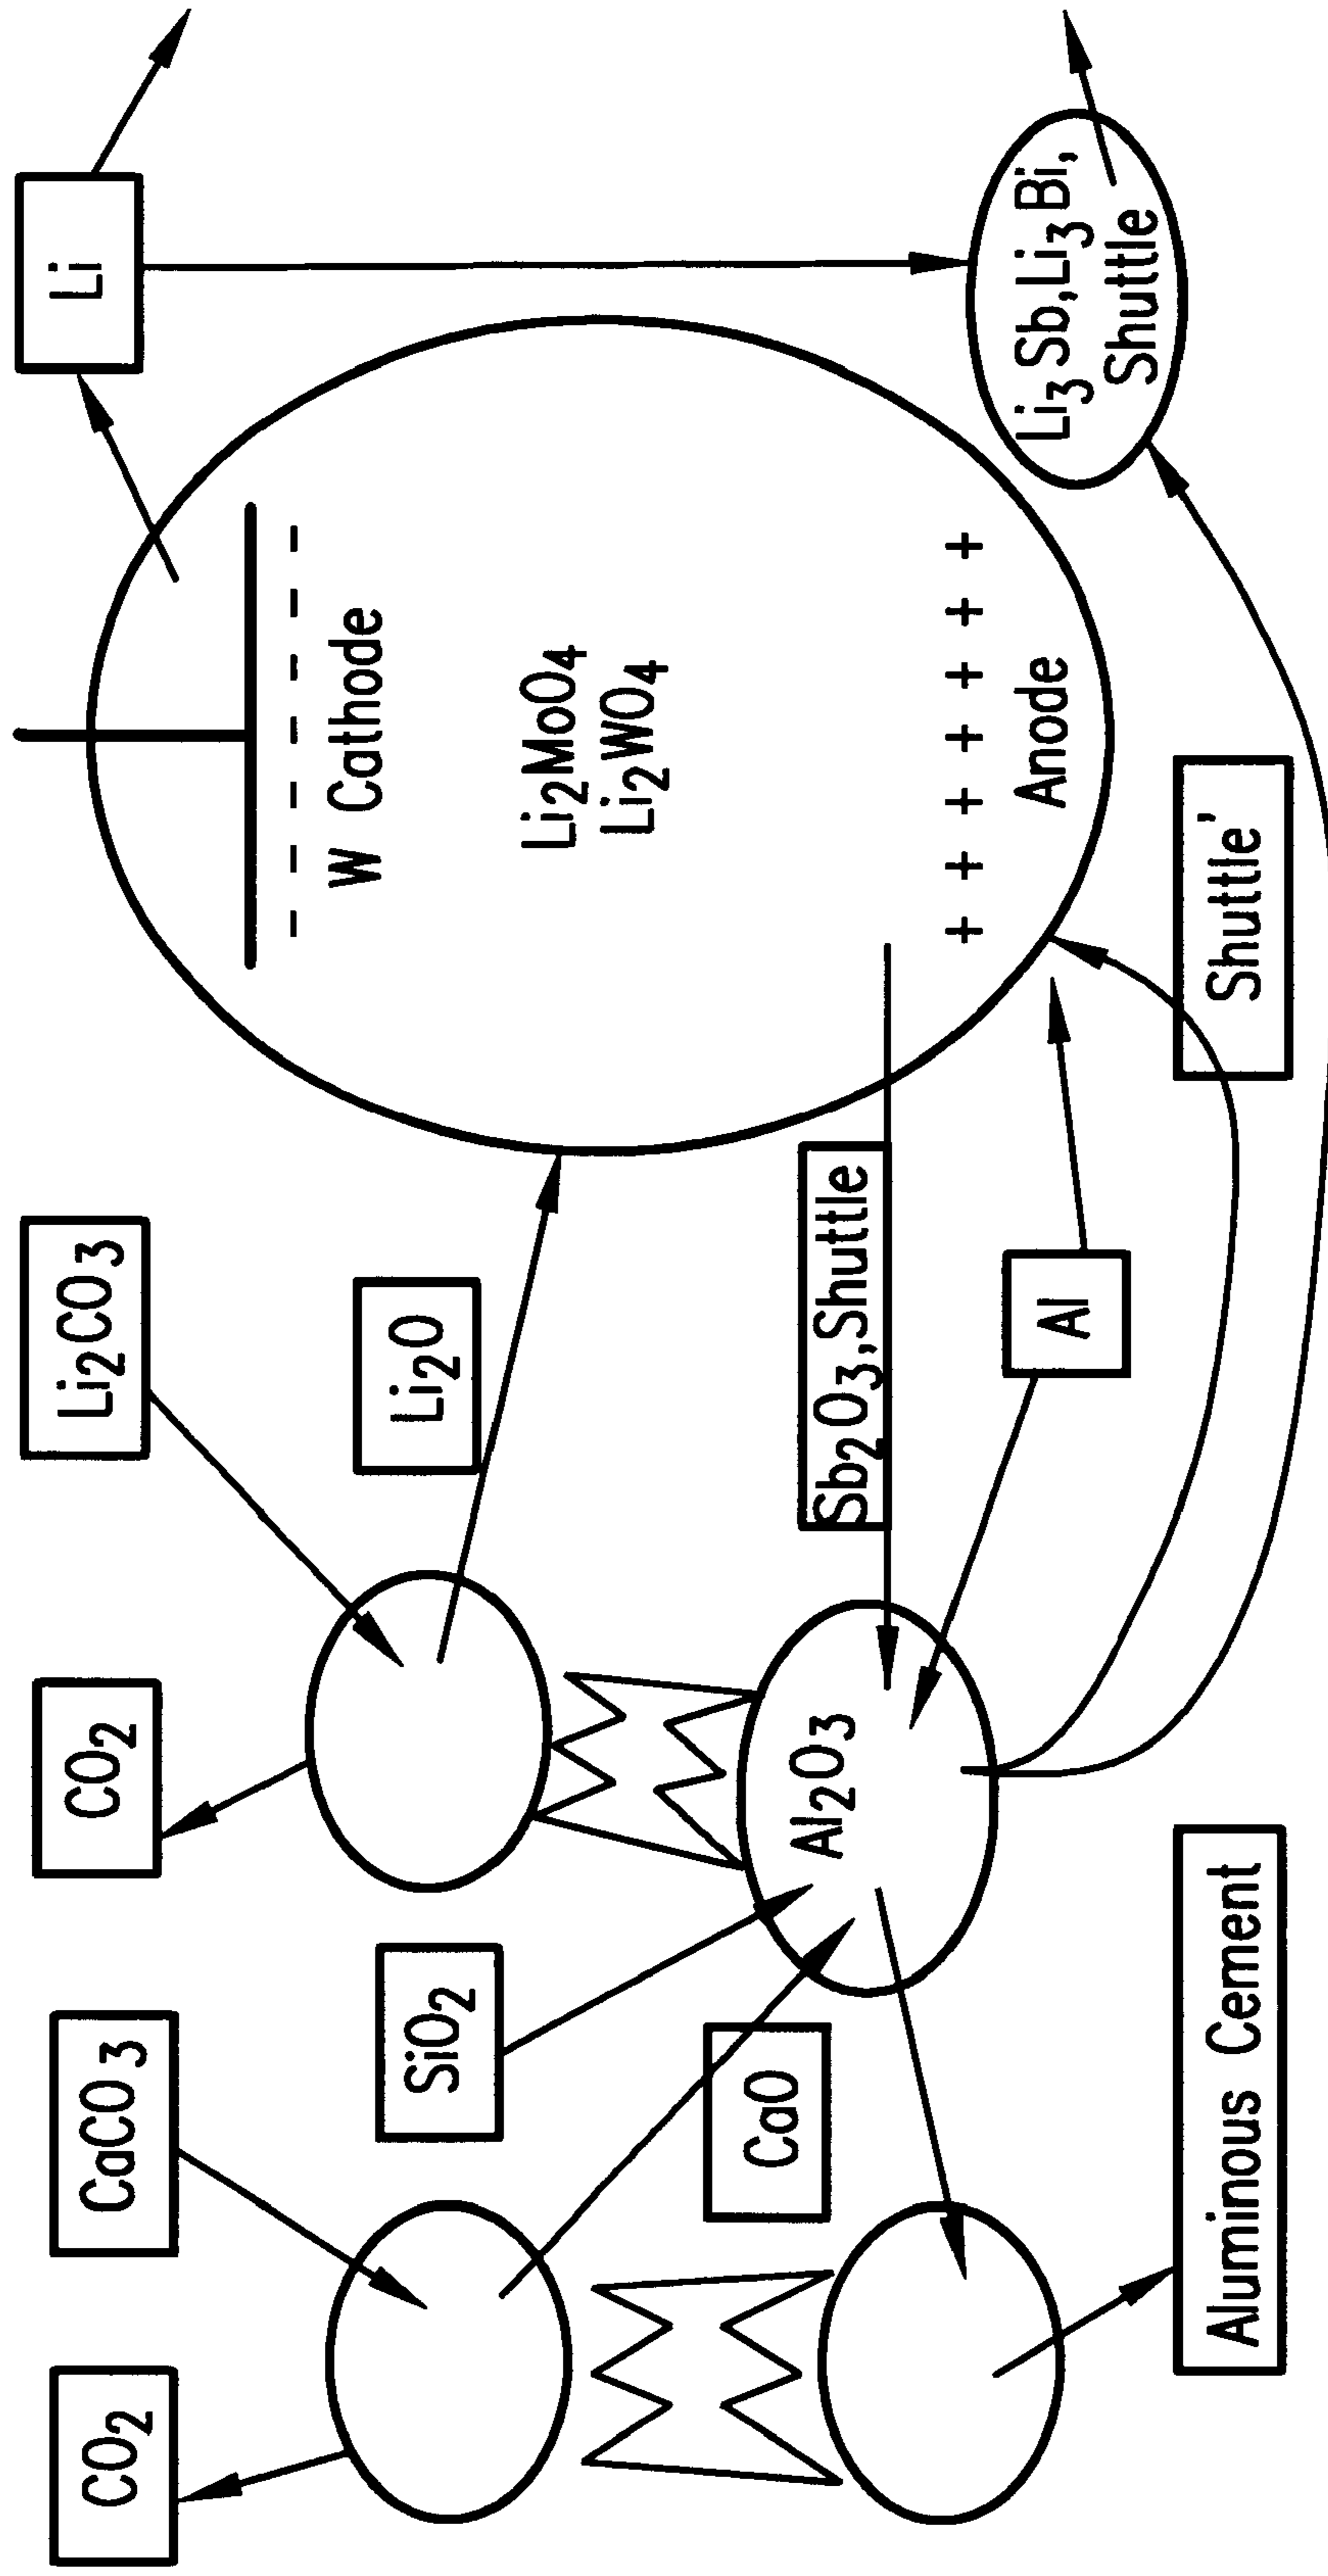 CO2
CaCO3
CO2
Li2CO3
Li
SiO2
Li2O
W Cathode
− − − − − − −
Li2MoO4
Li2WO4
CaO
Al2O3
Sb2O3,Shuttle
+ + + + + + +
Anode
Al
Li3Sb,Li3Bi,
Shuttle
Aluminous Cement
Shuttle'